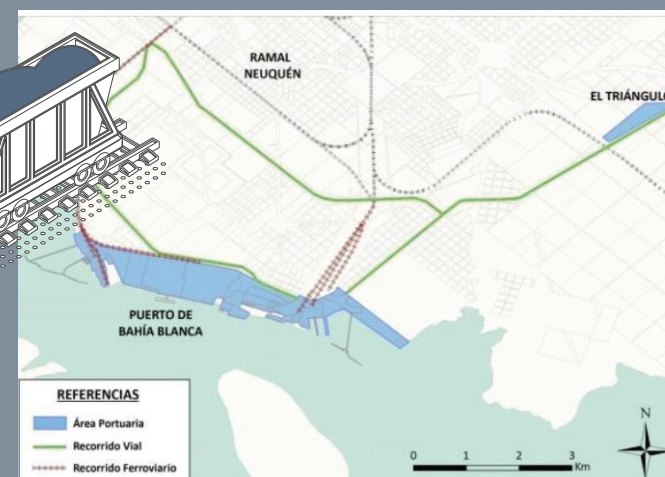 RAMAL
NEUQUÉN
EL TRIÁNGULO
PUERTO DE
BAHÍA BLANCA
REFERENCIAS
Área Portuaria
Recorrido Vial
Recorrido Ferroviario
N
0 1 2 3
Km